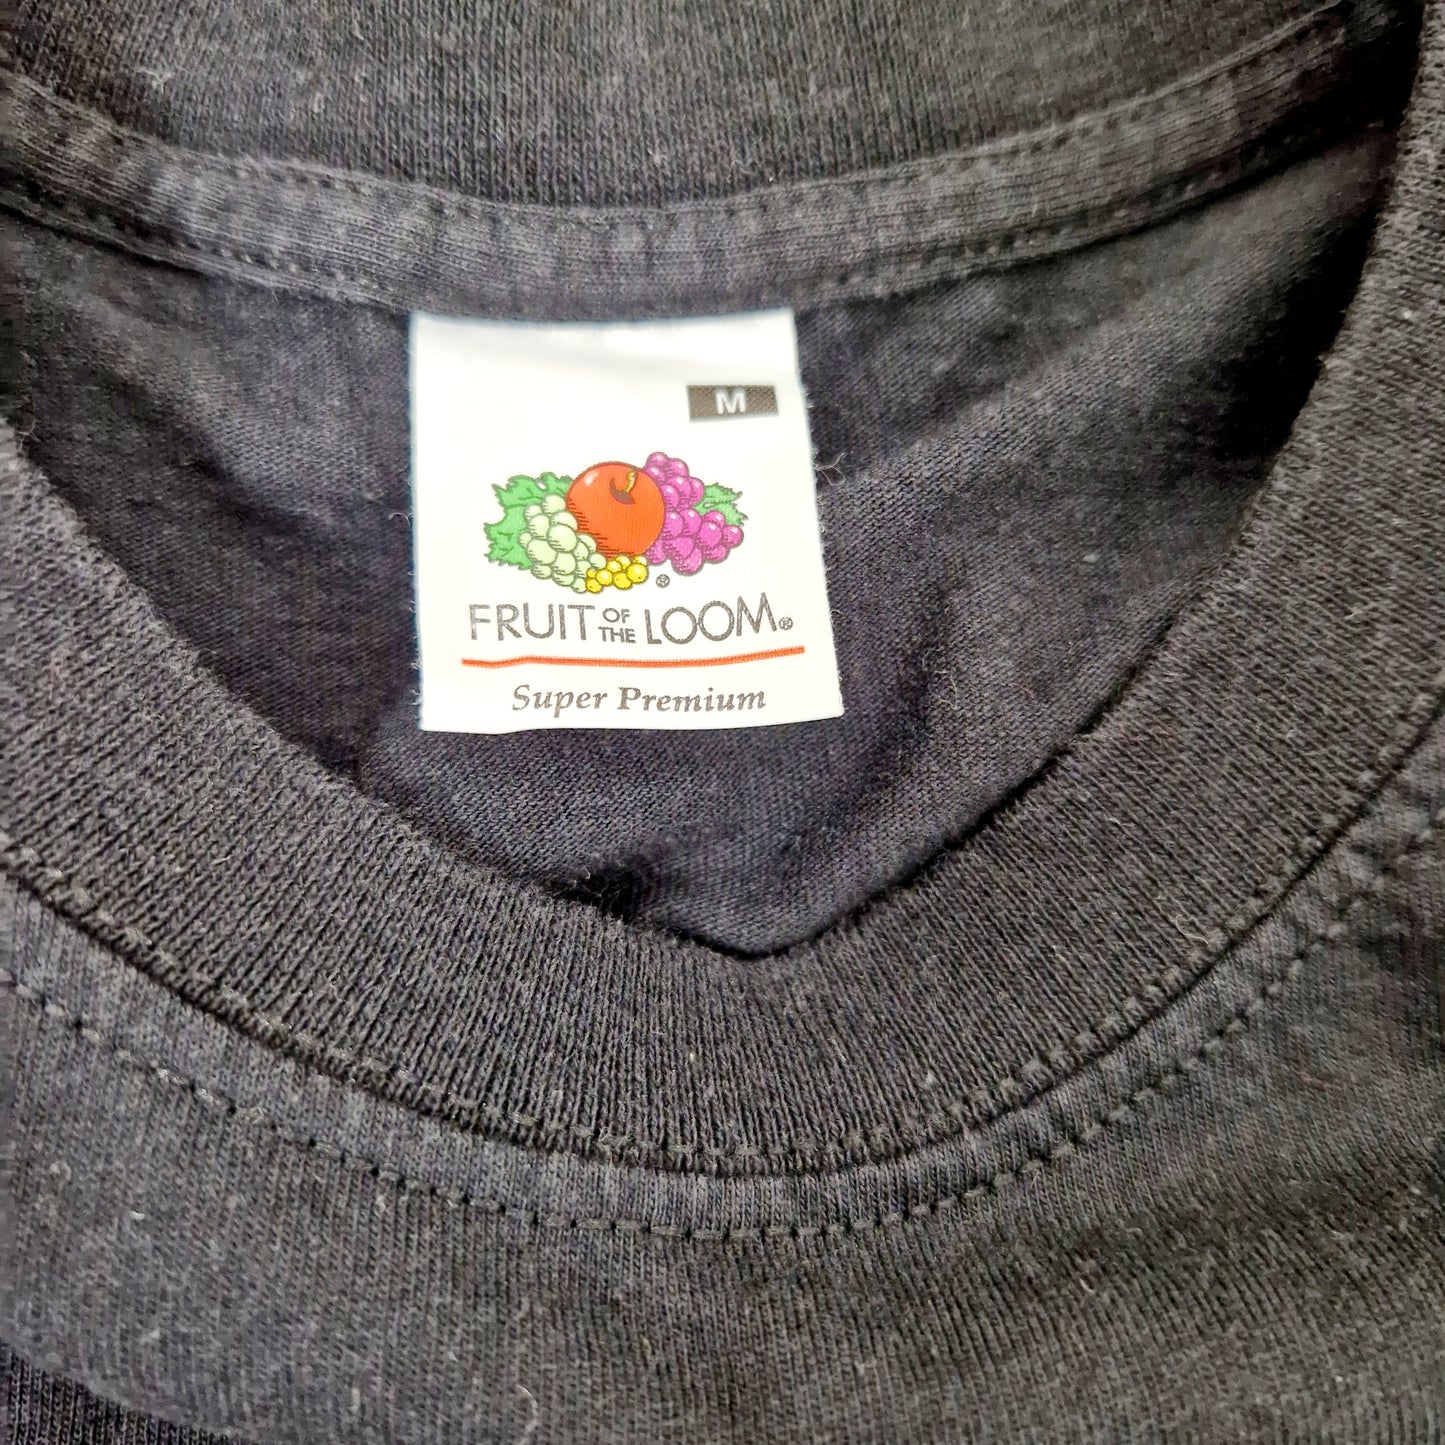 M
®
FRUIT OF THE LOOM®
Super Premium